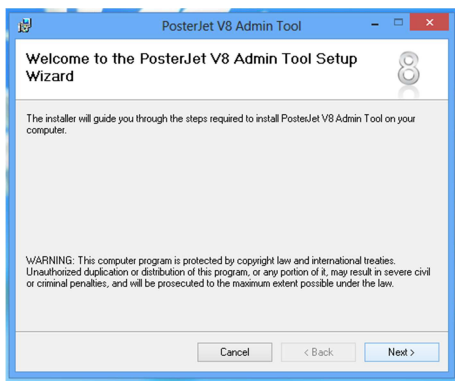 PosterJet V8 Admin Tool
Welcome to the PosterJet V8 Admin Tool Setup
Wizard
8
The installer will guide you through the steps required to install PosterJet V8 Admin Tool on your
computer.
WARNING: This computer program is protected by copyright law and international treaties.
Unauthorized duplication or distribution of this program, or any portion of it, may result in severe civil
or criminal penalties, and will be prosecuted to the maximum extent possible under the law.
Cancel < Back Next >